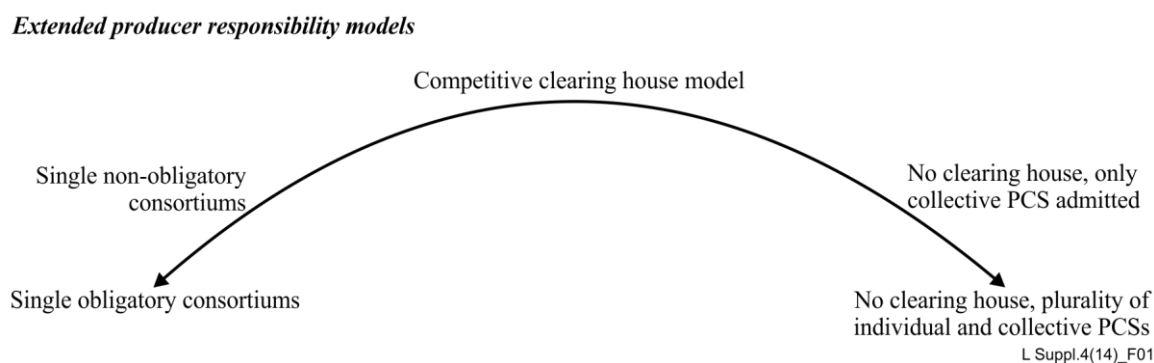 Extended producer responsibility models
Competitive clearing house model
Single non-obligatory
consortiums
No clearing house, only
collective PCS admitted
Single obligatory consortiums
No clearing house, plurality of
individual and collective PCSs
L Suppl.4(14)_F01